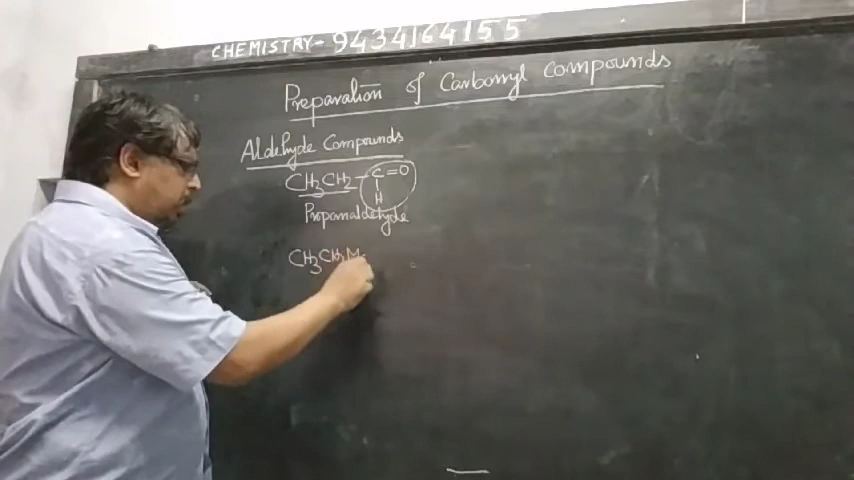 CHEMISTRY- 9434164155
Preparation of Carbonyl Compounds
Aldehyde Compounds
CH3CH2-C=O
H
Propanaldehyde
CH3CH2M